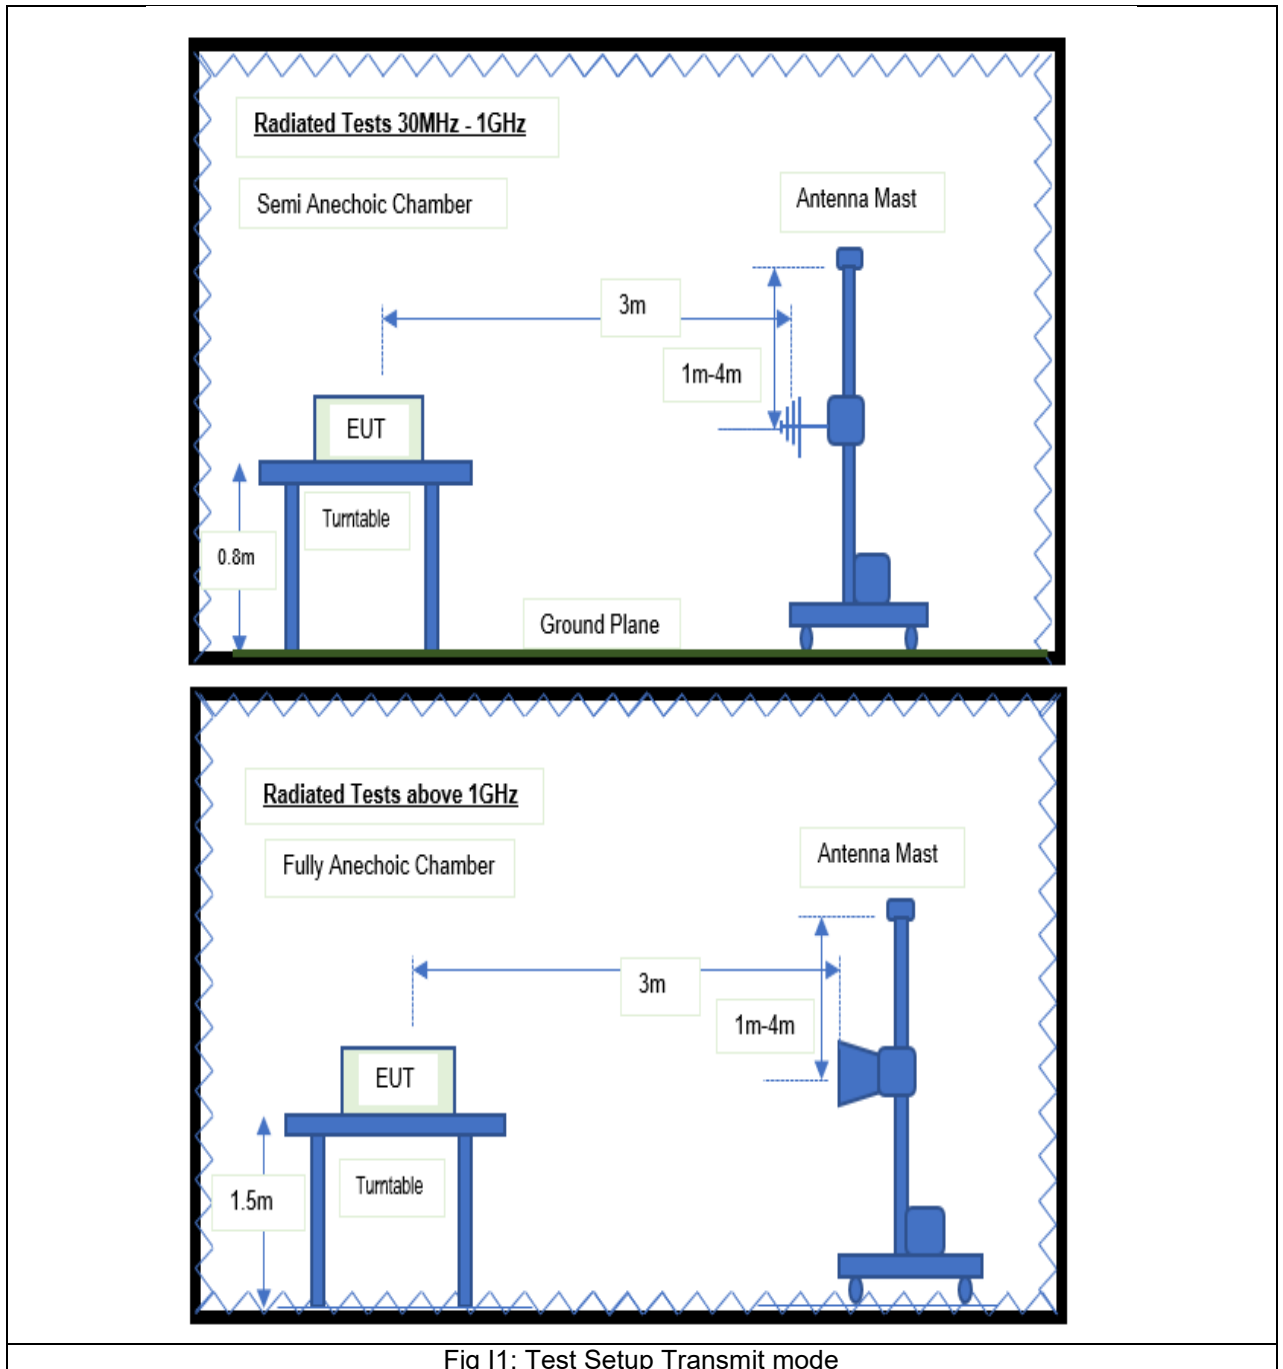 Radiated Tests 30MHz - 1GHz
Semi Anechoic Chamber
Antenna Mast
3m
1m-4m
EUT
Turntable
0.8m
Ground Plane
Radiated Tests above 1GHz
Fully Anechoic Chamber
Antenna Mast
3m
1m-4m
EUT
Turntable
1.5m
Fig I1: Test Setup Transmit mode